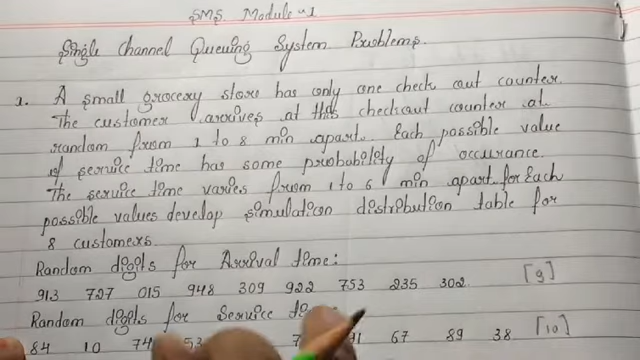 SMS Module-1
Single Channel Queuing System Problems.
1. A small grocery store has only one check out counter.
The customer arrives at this checkout counter at
random from 1 to 8 min apart. Each possible value
of service time has some probability of occurance.
The service time varies from 1 to 6 min apart. for Each
possible values develop simulation distribution table for
8 customers.
Random digits for Arrival time:
913 727 015 948 309 922 753 235 302 [9]
Random digits for Service
84 10 74 53 67 89 38 [10]